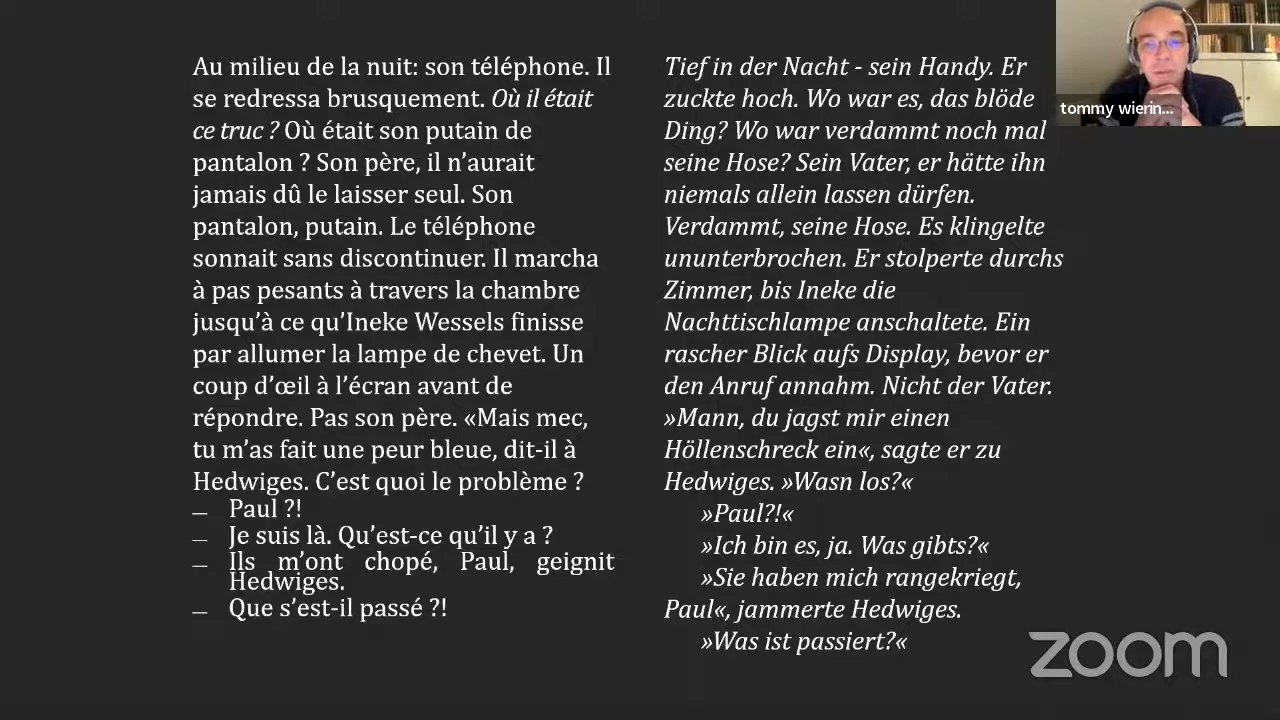 Au milieu de la nuit: son téléphone. Il
se redressa brusquement. Où il était
ce truc ? Où était son putain de
pantalon ? Son père, il n’aurait
jamais dû le laisser seul. Son
pantalon, putain. Le téléphone
sonnait sans discontinuer. Il marcha
à pas pesants à travers la chambre
jusqu’à ce qu’Ineke Wessels finisse
par allumer la lampe de chevet. Un
coup d’œil à l’écran avant de
répondre. Pas son père. «Mais mec,
tu m’as fait une peur bleue, dit-il à
Hedwiges. C’est quoi le problème ?
— Paul ?!
— Je suis là. Qu’est-ce qu’il y a ?
— Ils m’ont chopé, Paul, geignit
Hedwiges.
— Que s’est-il passé ?!
Tief in der Nacht - sein Handy. Er
zuckte hoch. Wo war es, das blöde
Ding? Wo war verdammt noch mal
seine Hose? Sein Vater, er hätte ihn
niemals allein lassen dürfen.
Verdammt, seine Hose. Es klingelte
ununterbrochen. Er stolperte durchs
Zimmer, bis Ineke die
Nachttischlampe anschaltete. Ein
rascher Blick aufs Display, bevor er
den Anruf annahm. Nicht der Vater.
»Mann, du jagst mir einen
Höllenschreck ein«, sagte er zu
Hedwiges. »Wasn los?«
»Paul?!«
»Ich bin es, ja. Was gibts?«
»Sie haben mich rangekriegt,
Paul«, jammerte Hedwiges.
»Was ist passiert?«
tommy wierin...
zoom